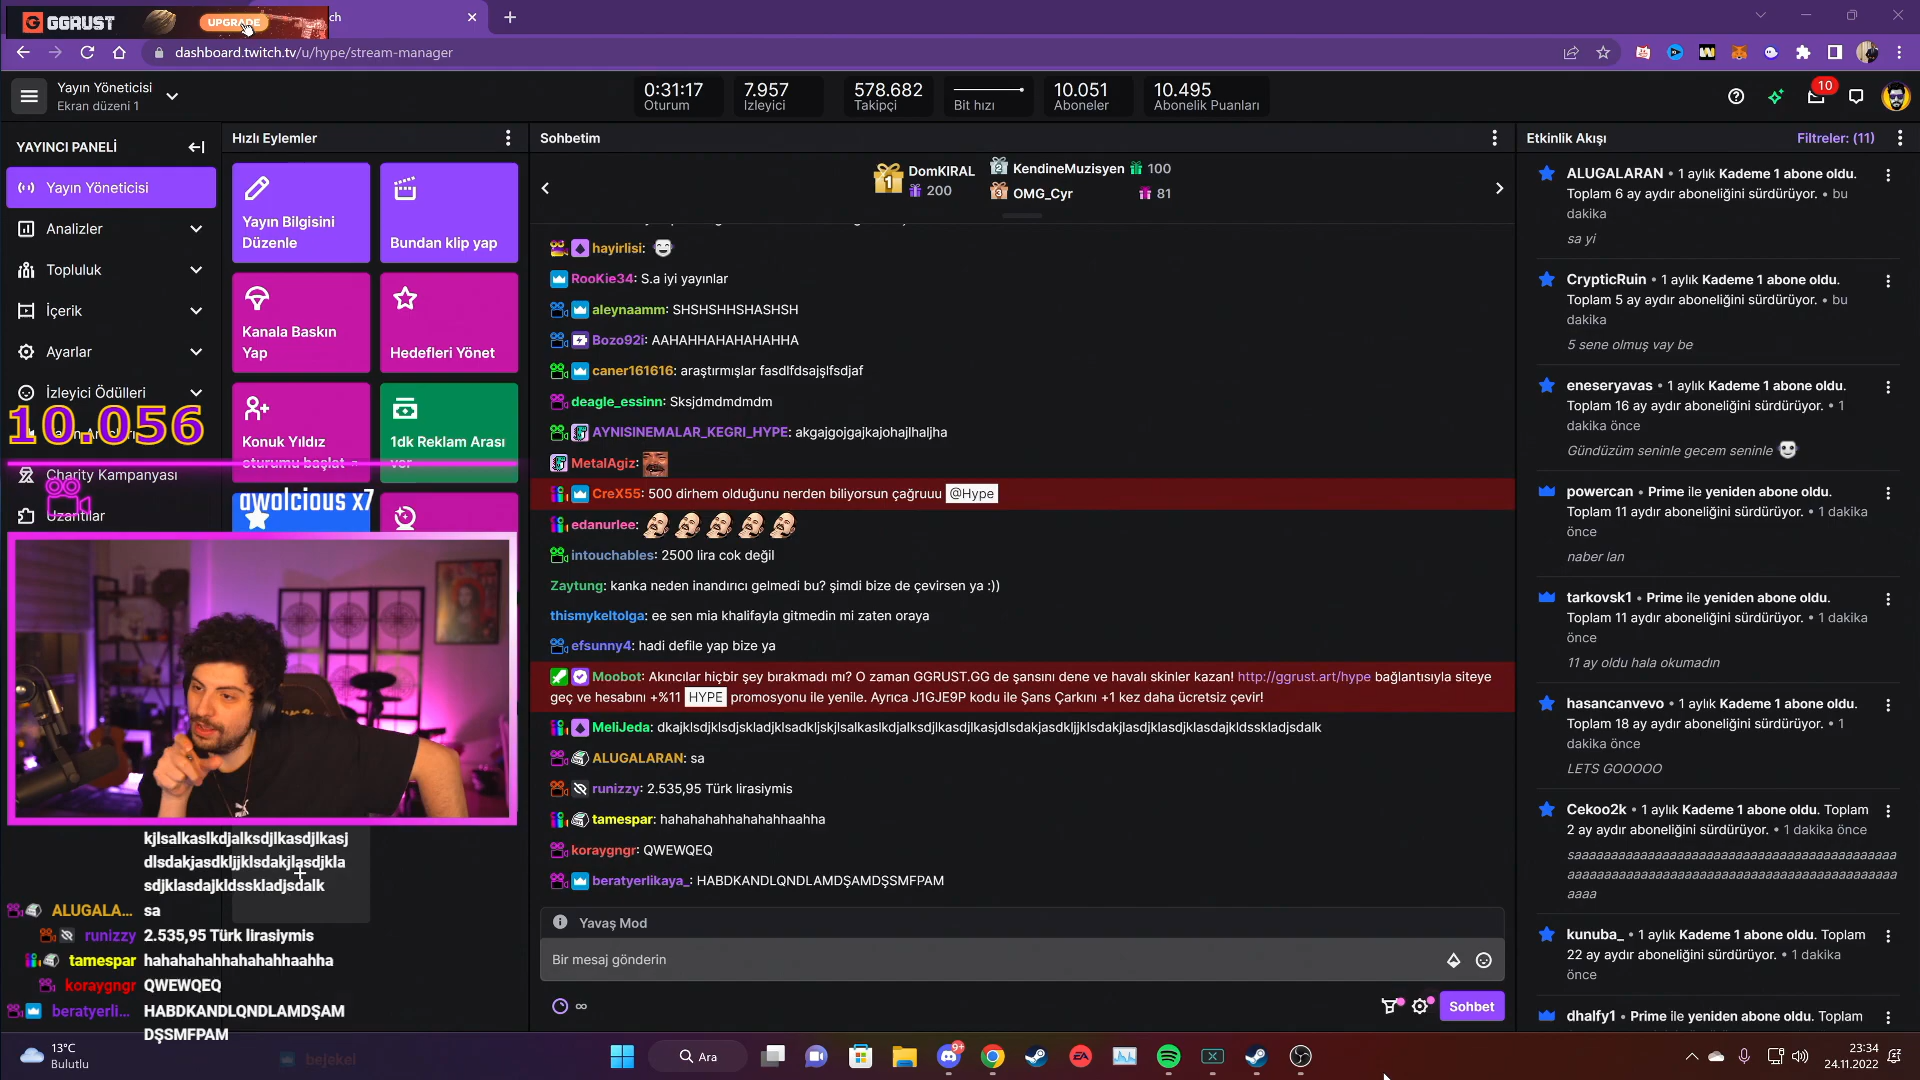 GGRUST
UPGRADE
ch
dashboard.twitch.tv/u/hype/stream-manager
Yayın Yöneticisi
Ekran düzeni 1
0:31:17
Oturum
7.957
İzleyici
578.682
Takipçi
Bit hızı
10.051
Aboneler
10.495
Abonelik Puanları
10
YAYINCI PANELİ
Yayın Yöneticisi
Analizler
Topluluk
İçerik
Ayarlar
İzleyici Ödülleri
10.056
Charity Kampanyası
Uzantılar
Hızlı Eylemler
Yayın Bilgisini
Düzenle
Bundan klip yap
Kanala Baskın
Yap
Hedefleri Yönet
Konuk Yıldız
oturumu başlat
1dk Reklam Arası
ver
awolcious x7
kjlsalkaslkdjalksdjlkasdjlkasj
dlsdakjasdkljjklsdakjlasdjkla
sdjklasdajkldsskladjsdalk
ALUGALA... sa
runizzy 2.535,95 Türk lirasiymis
tamespar hahahahahhahahahhaahha
koraygngr QWEWQEQ
beratyerli... HABDKANDLQNDLAMDŞAM
DŞSMFPAM
bejekel
Sohbetim
1 DomKIRAL
200
2 KendineMuzisyen 100
3 OMG_Cyr 81
hayirlisi:
RooKie34: S.a iyi yayınlar
aleynaamm: SHSHSHHSHASHSH
Bozo92i: AAHAHHAHAHAHAHHA
caner161616: araştırmışlar fasdlfdsajşlfsdjaf
deagle_essinn: Sksjdmdmdmdm
AYNISINEMALAR_KEGRI_HYPE: akgajgojgajkajohajlhaljha
MetalAgiz:
CreX55: 500 dirhem olduğunu nerden biliyorsun çağruuu @Hype
edanurlee:
intouchables: 2500 lira cok değil
Zaytung: kanka neden inandırıcı gelmedi bu? şimdi bize de çevirsen ya :))
thismykeltolga: ee sen mia khalifayla gitmedin mi zaten oraya
efsunny4: hadi defile yap bize ya
Moobot: Akıncılar hiçbir şey bırakmadı mı? O zaman GGRUST.GG de şansını dene ve havalı skinler kazan! http://ggrust.art/hype bağlantısıyla siteye
geç ve hesabını +%11 HYPE promosyonu ile yenile. Ayrıca J1GJE9P kodu ile Şans Çarkını +1 kez daha ücretsiz çevir!
MeliJeda: dkajklsdjklsdjskladjklsadkljskjlsalkaslkdjalksdjlkasdjlkasjdlsdakjasdkljjklsdakjlasdjklasdjklasdajkldsskladjsdalk
ALUGALARAN: sa
runizzy: 2.535,95 Türk lirasiymis
tamespar: hahahahahhahahahhaahha
koraygngr: QWEWQEQ
beratyerlikaya_: HABDKANDLQNDLAMDŞAMDŞSMFPAM
Yavaş Mod
Bir mesaj gönderin
∞
Sohbet
Etkinlik Akışı
Filtreler: (11)
ALUGALARAN • 1 aylık Kademe 1 abone oldu.
Toplam 6 ay aydır aboneliğini sürdürüyor. • bu
dakika
sa yi
CrypticRuin • 1 aylık Kademe 1 abone oldu.
Toplam 5 ay aydır aboneliğini sürdürüyor. • bu
dakika
5 sene olmuş vay be
eneseryavas • 1 aylık Kademe 1 abone oldu.
Toplam 16 ay aydır aboneliğini sürdürüyor. • 1
dakika önce
Gündüzüm seninle gecem seninle
powercan • Prime ile yeniden abone oldu.
Toplam 11 aydır aboneliğini sürdürüyor. • 1 dakika
önce
naber lan
tarkovsk1 • Prime ile yeniden abone oldu.
Toplam 11 aydır aboneliğini sürdürüyor. • 1 dakika
önce
11 ay oldu hala okumadın
hasancanvevo • 1 aylık Kademe 1 abone oldu.
Toplam 18 ay aydır aboneliğini sürdürüyor. • 1
dakika önce
LETS GOOOOO
Cekoo2k • 1 aylık Kademe 1 abone oldu. Toplam
2 ay aydır aboneliğini sürdürüyor. • 1 dakika önce
kunuba_ • 1 aylık Kademe 1 abone oldu. Toplam
22 ay aydır aboneliğini sürdürüyor. • 1 dakika
önce
dhalfy1 • Prime ile yeniden abone oldu. Toplam
13°C
Bulutlu
Ara
9+
EA
23:34
24.11.2022